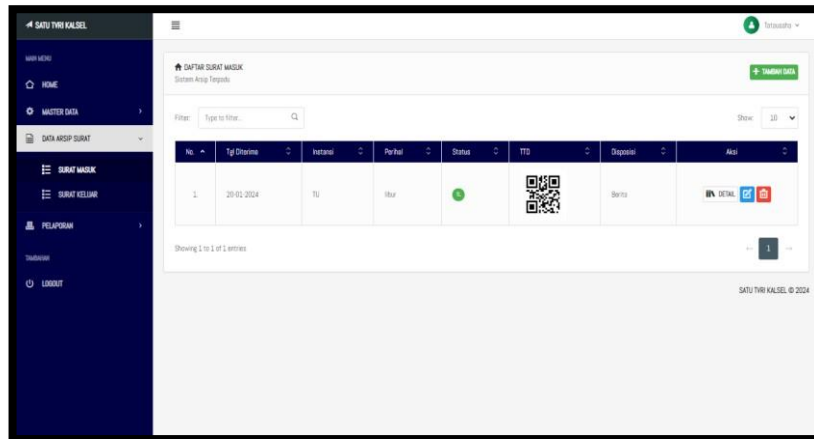 SATU TVRI KALSEL
MAIN MENU
HOME
MASTER DATA
DATA ARSIP SURAT
SURAT MASUK
SURAT KELUAR
PELAPORAN
TAMBAHAN
LOGOUT
DAFTAR SURAT MASUK
Sistem Arsip Terpadu
TAMBAH DATA
Filter: Type to filter...
Show: 10
No. Tgl Diterima Instansi Perihal Status TTD Disposisi Aksi
1. 20-01-2024 TU libur Berita DETAIL
Showing 1 to 1 of 1 entries
← 1 →
SATU TVRI KALSEL © 2024